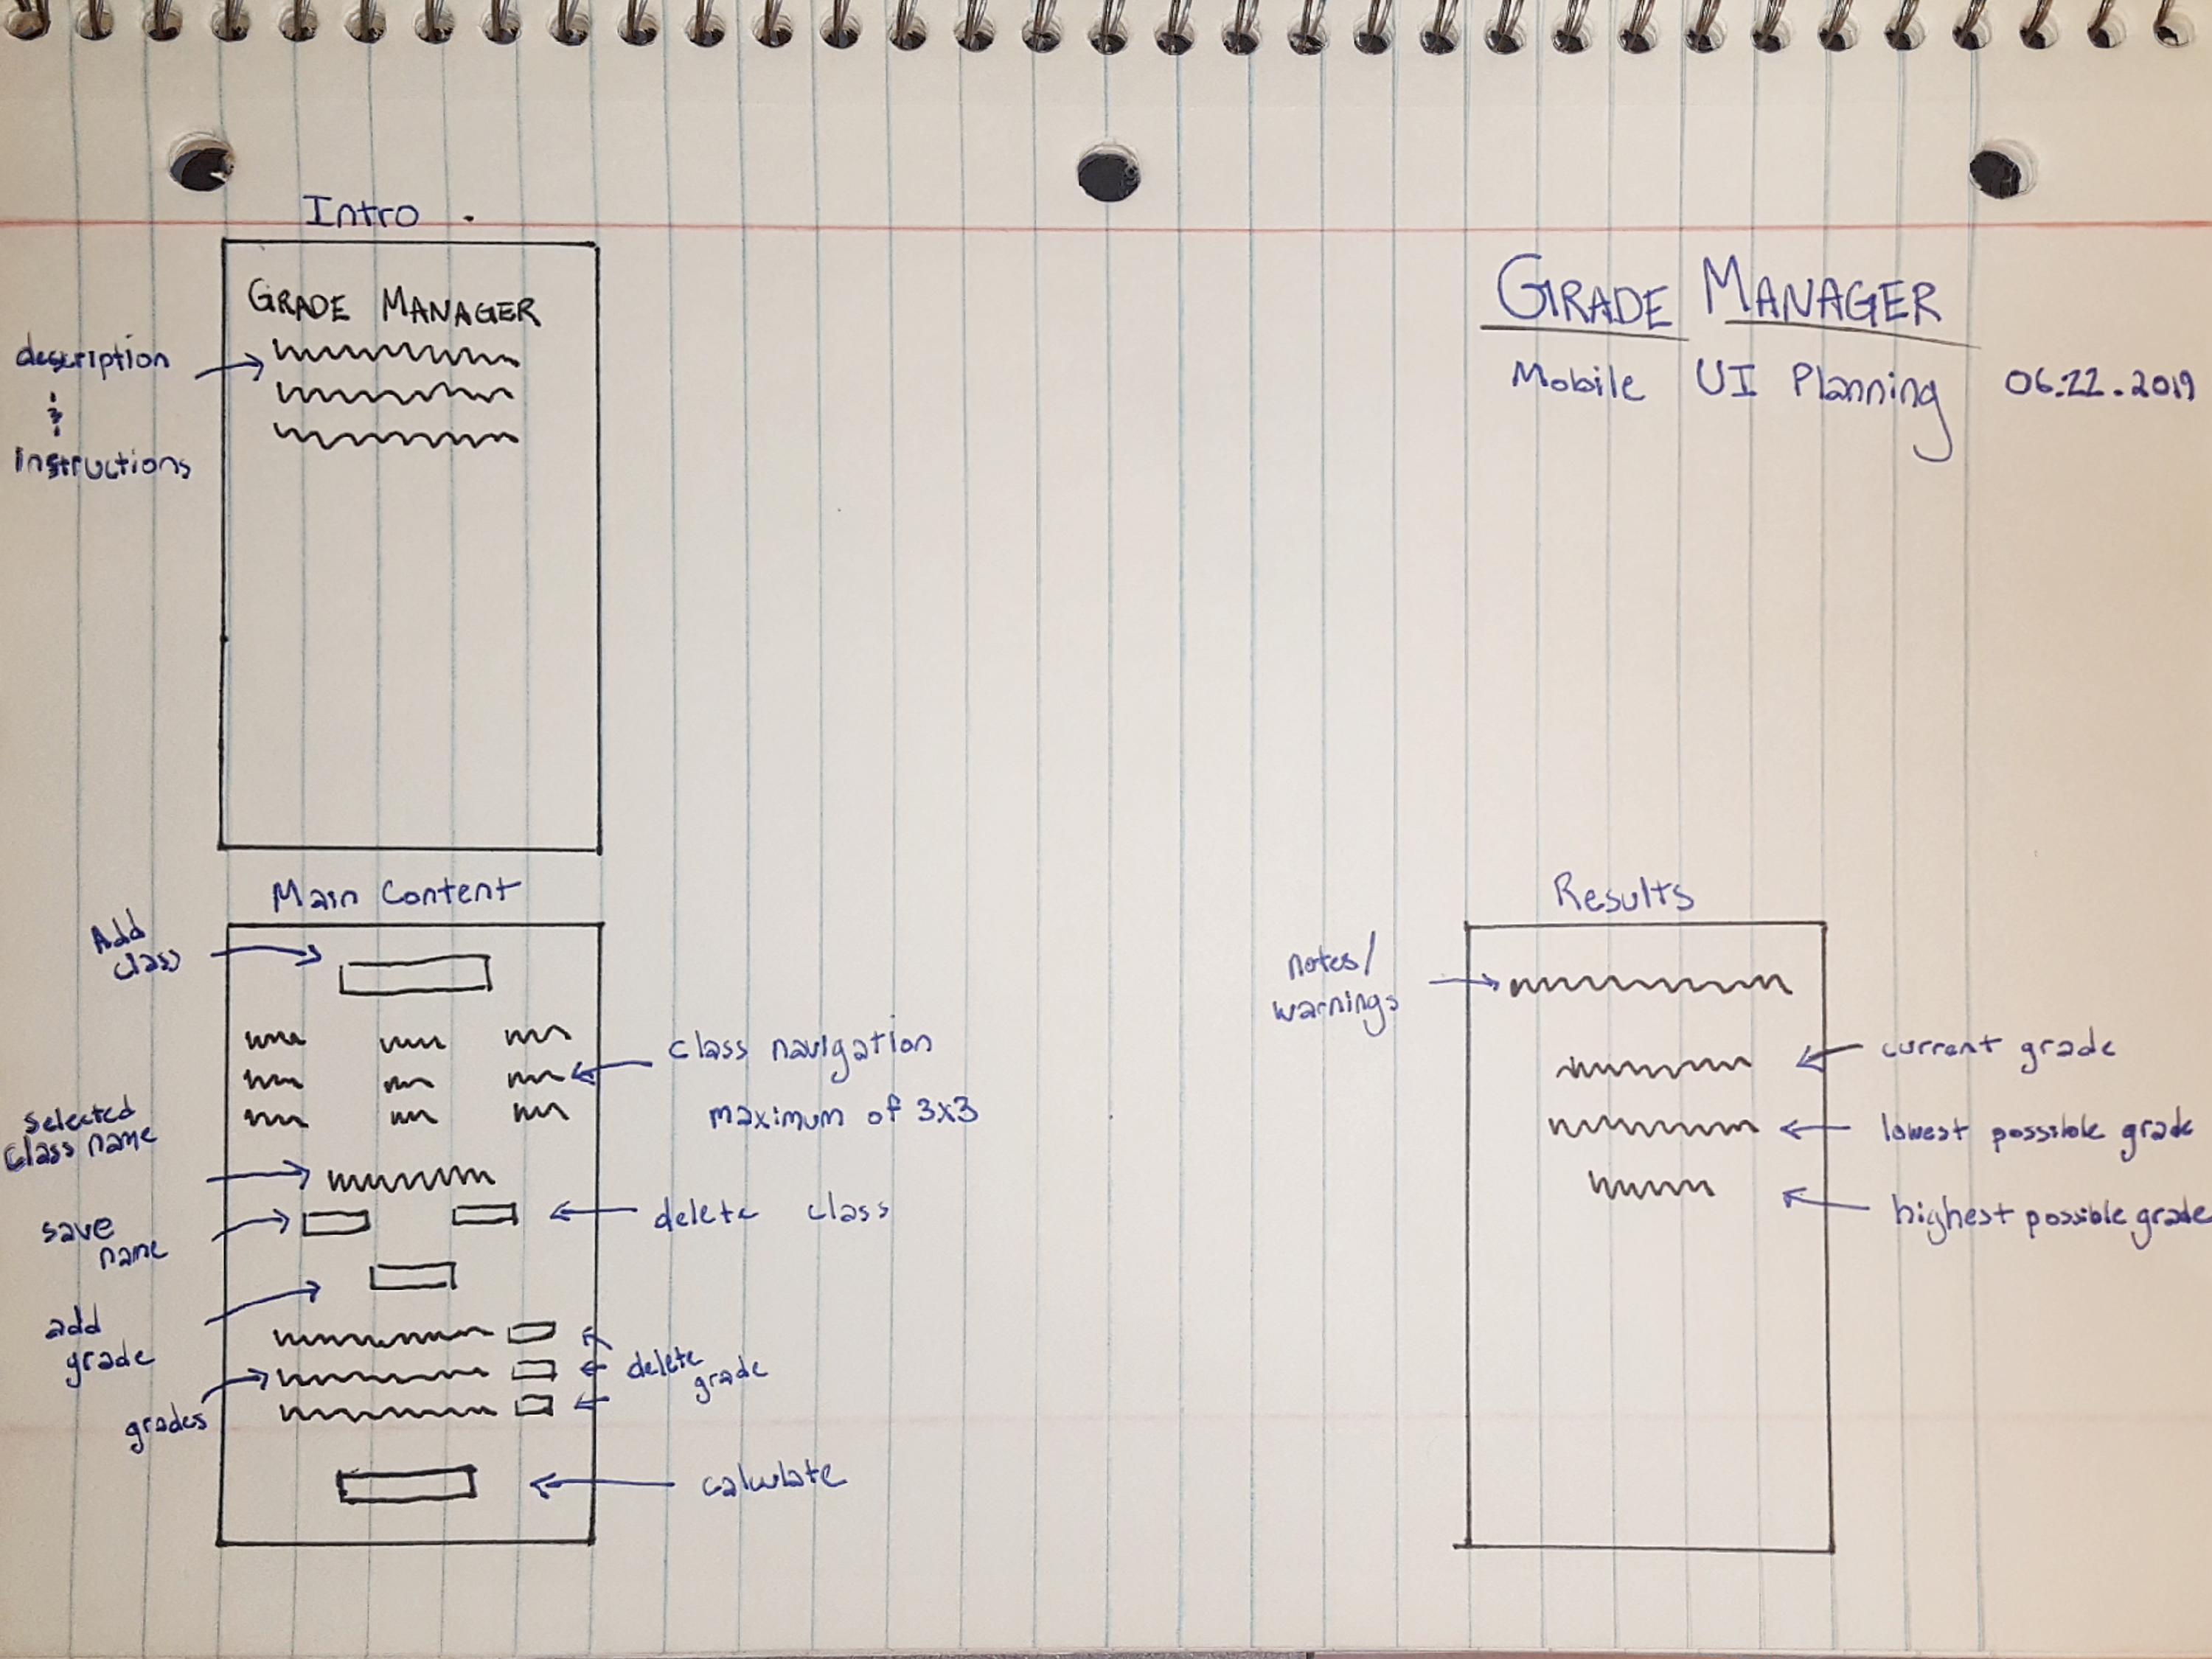 Intro
GRADE MANAGER
description
&
instructions
GRADE MANAGER
Mobile UI Planning 06.22.2019
Main Content
Add
class
class navigation
maximum of 3x3
selected
class name
save
name
delete class
add
grade
grades
delete
grade
calculate
Results
notes/
warnings
current grade
lowest possible grade
highest possible grade